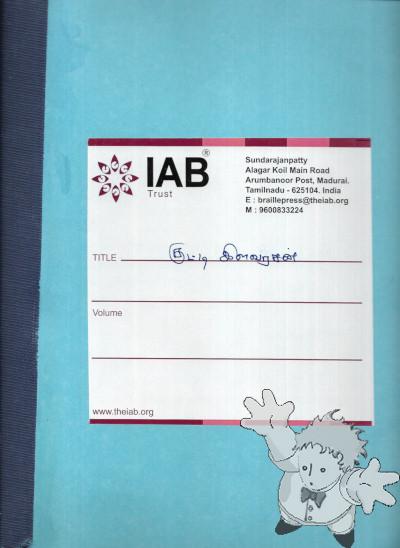 IAB®
Trust
Sundarajanpatty
Alagar Koil Main Road
Arumbanoor Post, Madurai.
Tamilnadu - 625104. India
E : braillepress@theiab.org
M : 9600833224
TITLE குட்டி இளவரசன்
Volume
www.theiab.org